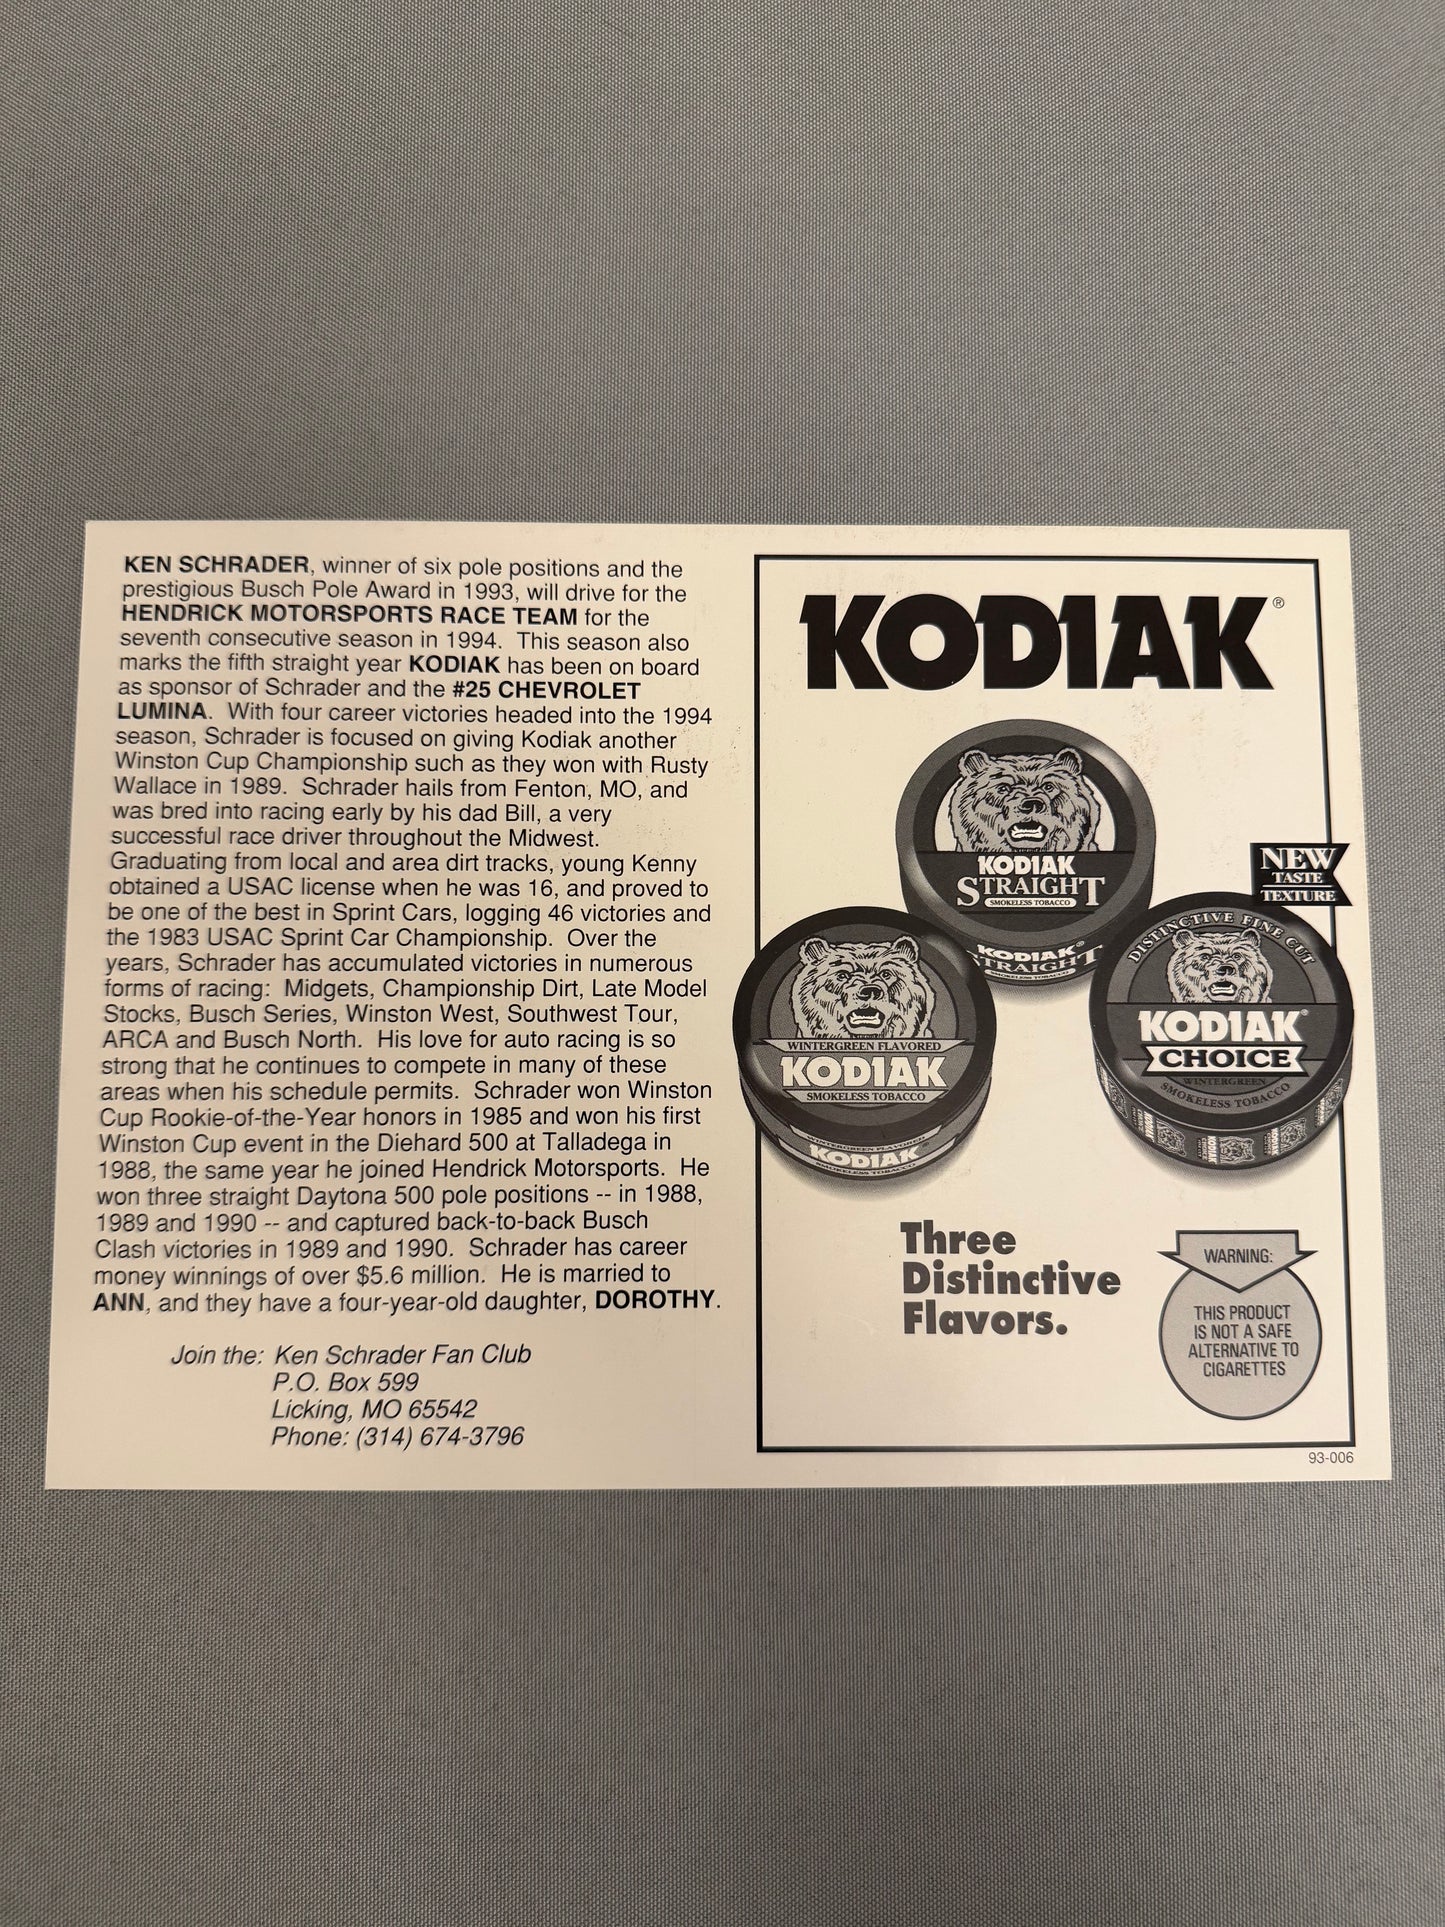 KEN SCHRADER, winner of six pole positions and the
prestigious Busch Pole Award in 1993, will drive for the
HENDRICK MOTORSPORTS RACE TEAM for the
seventh consecutive season in 1994. This season also
marks the fifth straight year KODIAK has been on board
as sponsor of Schrader and the #25 CHEVROLET
LUMINA. With four career victories headed into the 1994
season, Schrader is focused on giving Kodiak another
Winston Cup Championship such as they won with Rusty
Wallace in 1989. Schrader hails from Fenton, MO, and
was bred into racing early by his dad Bill, a very
successful race driver throughout the Midwest.
Graduating from local and area dirt tracks, young Kenny
obtained a USAC license when he was 16, and proved to
be one of the best in Sprint Cars, logging 46 victories and
the 1983 USAC Sprint Car Championship. Over the
years, Schrader has accumulated victories in numerous
forms of racing: Midgets, Championship Dirt, Late Model
Stocks, Busch Series, Winston West, Southwest Tour,
ARCA and Busch North. His love for auto racing is so
strong that he continues to compete in many of these
areas when his schedule permits. Schrader won Winston
Cup Rookie-of-the-Year honors in 1985 and won his first
Winston Cup event in the Diehard 500 at Talladega in
1988, the same year he joined Hendrick Motorsports. He
won three straight Daytona 500 pole positions -- in 1988,
1989 and 1990 -- and captured back-to-back Busch
Clash victories in 1989 and 1990. Schrader has career
money winnings of over $5.6 million. He is married to
ANN, and they have a four-year-old daughter, DOROTHY.
Join the: Ken Schrader Fan Club
P.O. Box 599
Licking, MO 65542
Phone: (314) 674-3796
KODIAK®
KODIAK
STRAIGHT
SMOKELESS TOBACCO
KODIAK®
STRAIGHT
SMOKELESS TOBACCO
WINTERGREEN FLAVORED
KODIAK
SMOKELESS TOBACCO
WINTERGREEN FLAVORED
KODIAK®
SMOKELESS TOBACCO
NEW
TASTE
TEXTURE
DISTINCTIVE FINE CUT
KODIAK®
CHOICE
WINTERGREEN
SMOKELESS TOBACCO
Three
Distinctive
Flavors.
WARNING:
THIS PRODUCT
IS NOT A SAFE
ALTERNATIVE TO
CIGARETTES
93-006